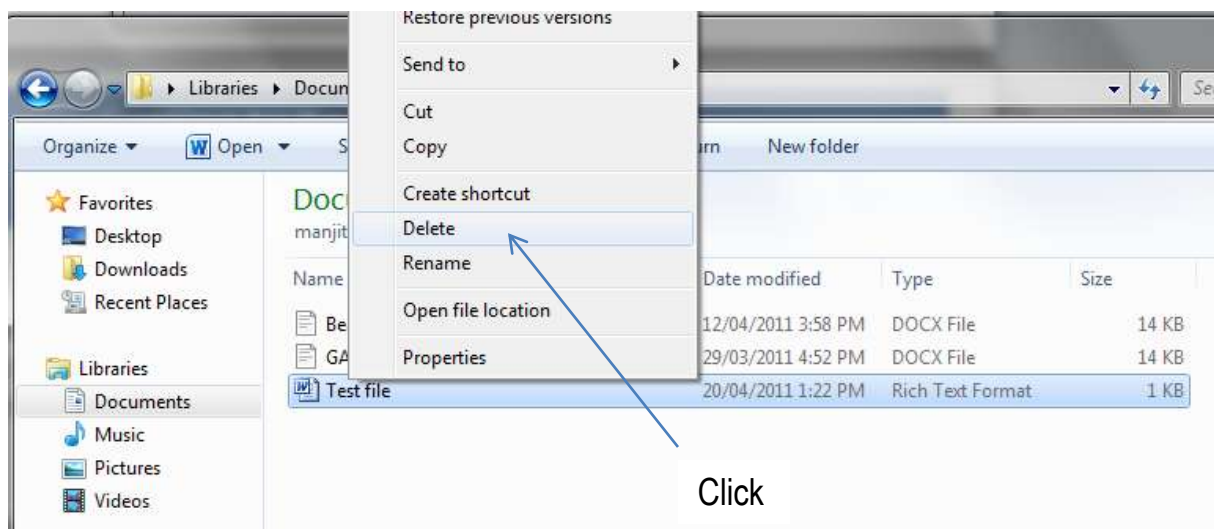 Restore previous versions
Send to
Libraries Docun
Cut
Organize Open S Copy urn New folder
Favorites
Create shortcut
Desktop manjit Delete
Downloads
Rename
Recent Places Name Date modified Type Size
Open file location
Be 12/04/2011 3:58 PM DOCX File 14 KB
Libraries GA Properties 29/03/2011 4:52 PM DOCX File 14 KB
Documents Test file 20/04/2011 1:22 PM Rich Text Format 1 KB
Music
Pictures
Videos
Click